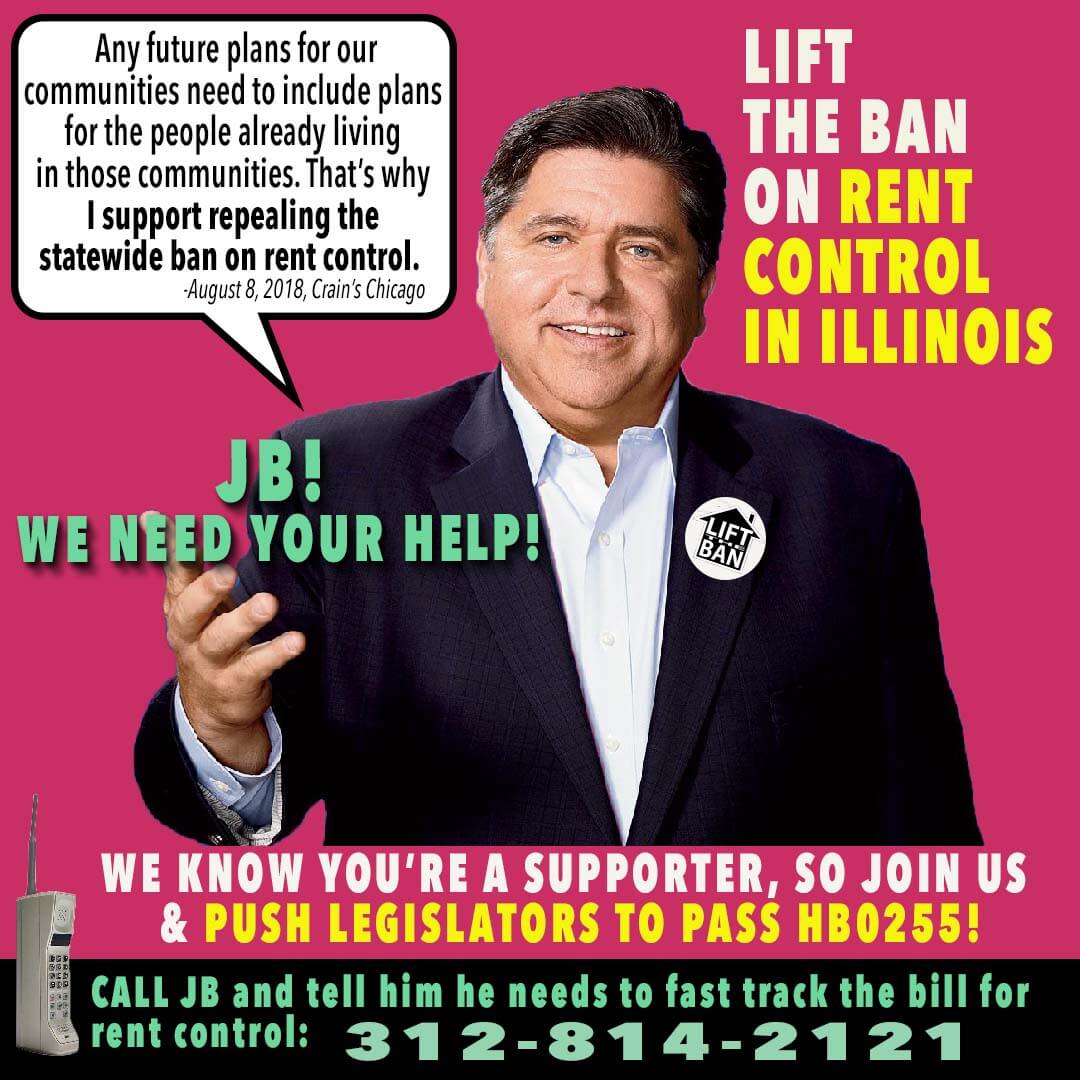 Any future plans for our
communities need to include plans
for the people already living
in those communities. That's why
I support repealing the
statewide ban on rent control.
-August 8, 2018, Crain's Chicago
LIFT
THE BAN
ON RENT
CONTROL
IN ILLINOIS
JB!
WE NEED YOUR HELP!
LIFT
BAN
WE KNOW YOU'RE A SUPPORTER, SO JOIN US
& PUSH LEGISLATORS TO PASS HB0255!
CALL JB and tell him he needs to fast track the bill for
rent control: 312-814-2121